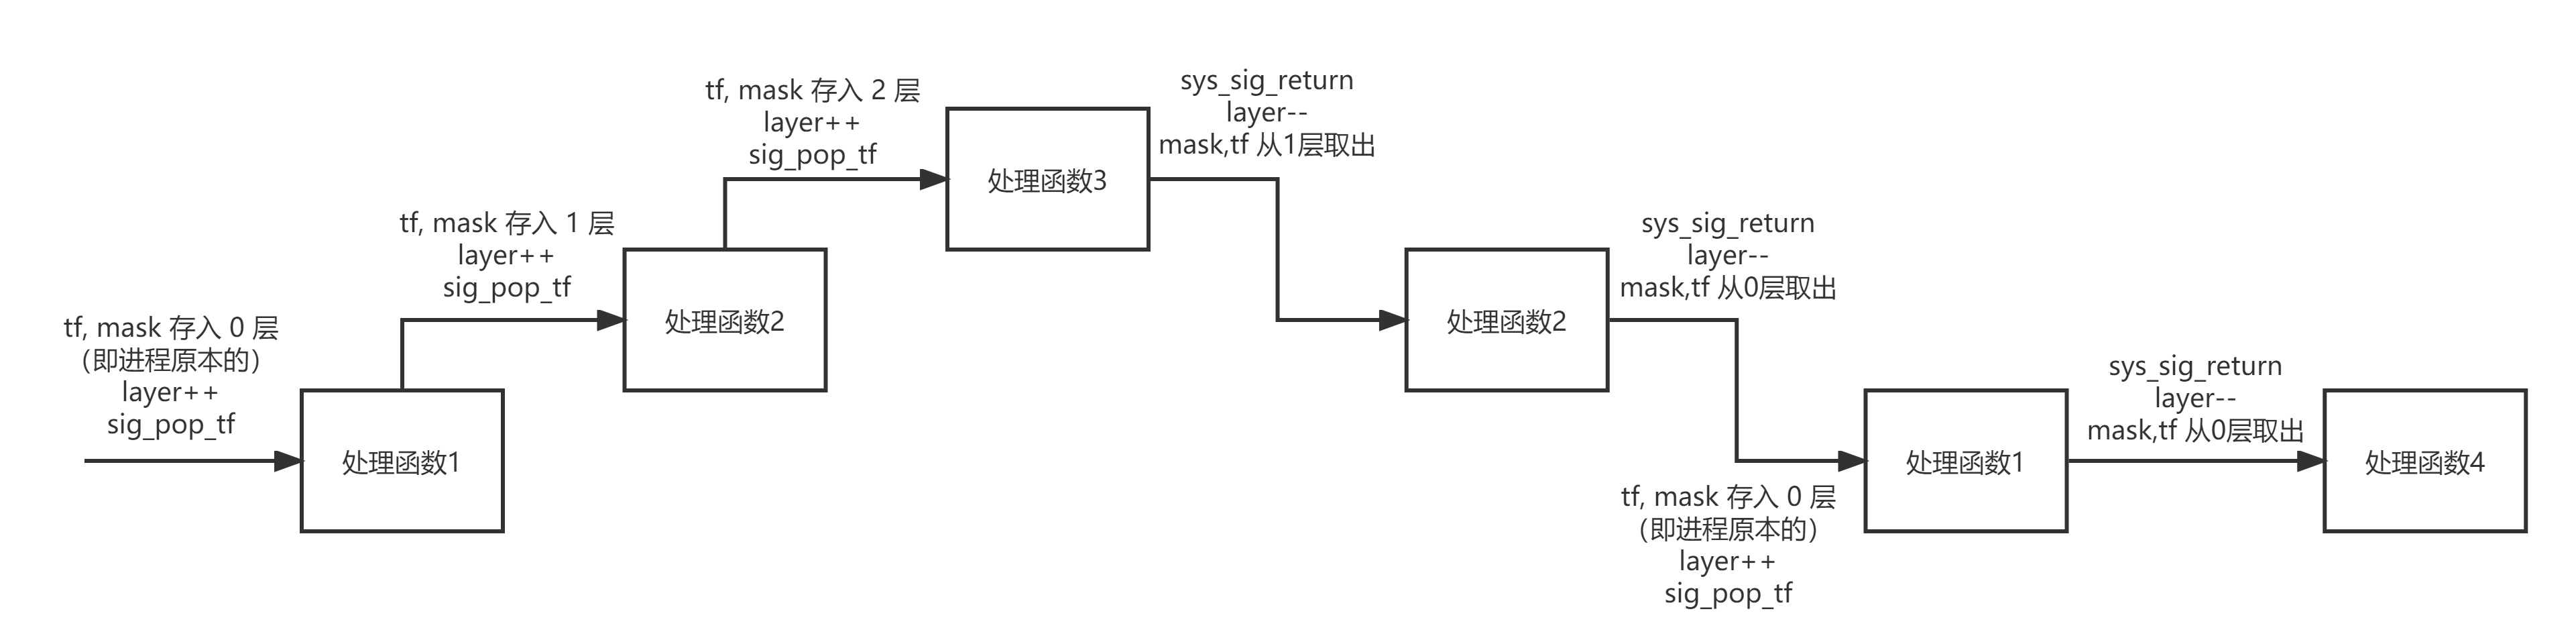 tf, mask 存入 0 层
（即进程原本的）
layer++
sig_pop_tf
处理函数1
tf, mask 存入 1 层
layer++
sig_pop_tf
处理函数2
tf, mask 存入 2 层
layer++
sig_pop_tf
处理函数3
sys_sig_return
layer--
mask,tf 从1层取出
处理函数2
sys_sig_return
layer--
mask,tf 从0层取出
tf, mask 存入 0 层
（即进程原本的）
layer++
sig_pop_tf
处理函数1
sys_sig_return
layer--
mask,tf 从0层取出
处理函数4